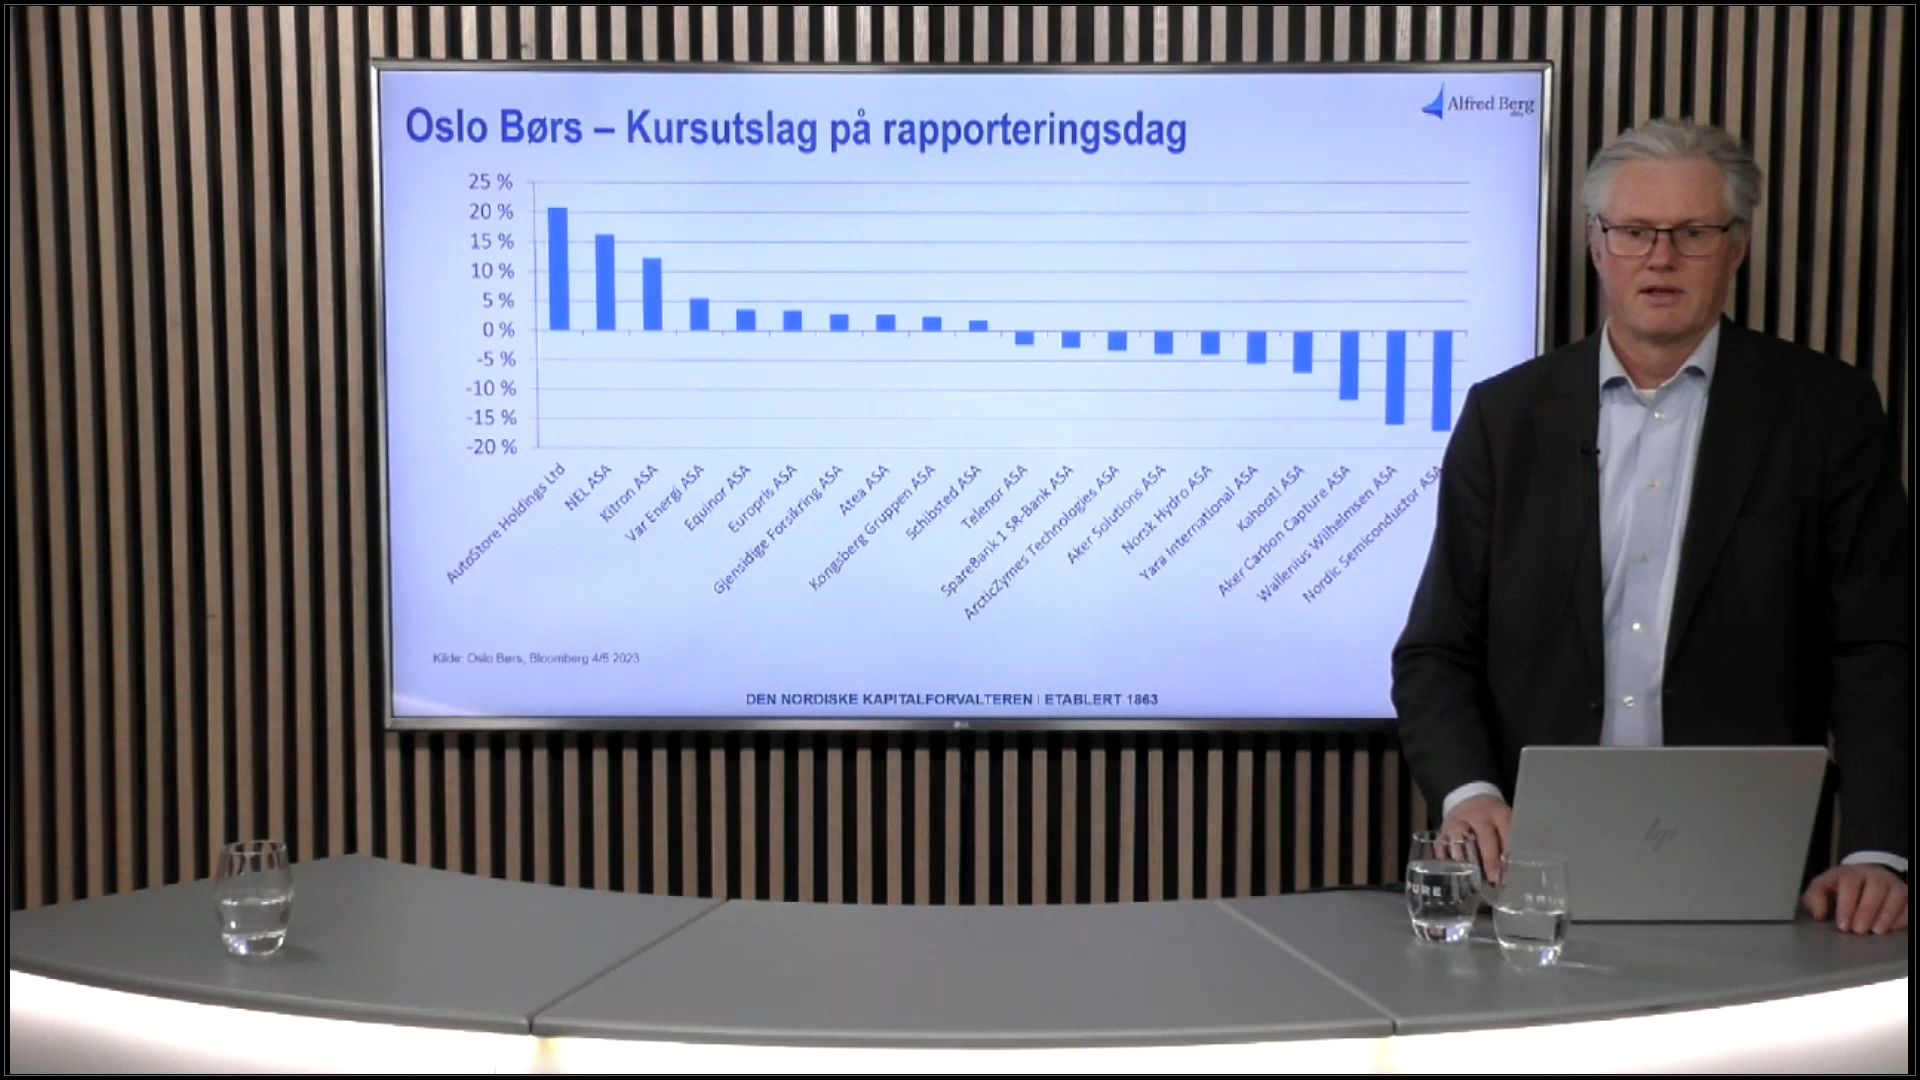 Alfred Berg
Oslo Børs – Kursutslag på rapporteringsdag
25 %
20 %
15 %
10 %
5 %
0 %
-5 %
-10 %
-15 %
-20 %
AutoStore Holdings Ltd
NEL ASA
Kitron ASA
Var Energi ASA
Equinor ASA
Europris ASA
Gjensidige Forsikring ASA
Atea ASA
Kongsberg Gruppen ASA
Schibsted ASA
Telenor ASA
SpareBank 1 SR-Bank ASA
ArcticZymes Technologies ASA
Aker Solutions ASA
Norsk Hydro ASA
Yara International ASA
Kahoot! ASA
Aker Carbon Capture ASA
Wallenius Wilhelmsen ASA
Nordic Semiconductor ASA
Kilde: Oslo Børs, Bloomberg 4/5 2023
DEN NORDISKE KAPITALFORVALTEREN | ETABLERT 1863
LG
hp
PURE